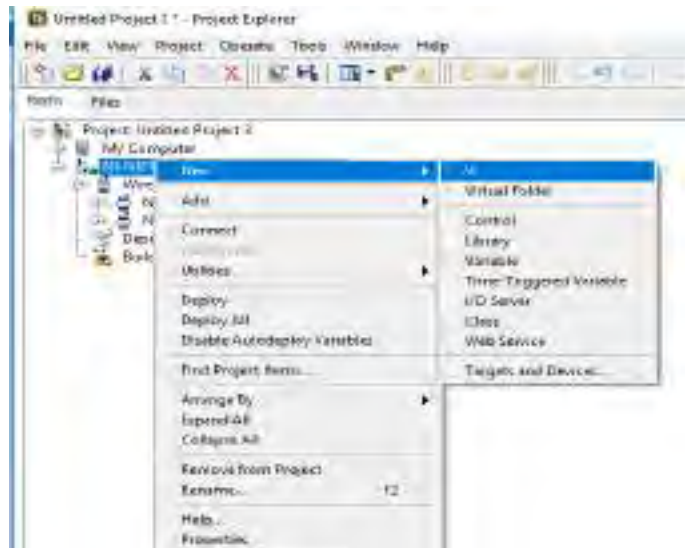 Untitled Project 1 * - Project Explorer
File Edit View Project Operate Tools Window Help
Items Files
Project: Untitled Project 1
My Computer
Depe
Build
New
Add
Connect
Utilities
Deploy
Deploy All
Disable Autodeploy Variables
Find Project Items...
Arrange By
Expand All
Collapse All
Remove from Project
Rename... F2
Help...
Properties
VI
Virtual Folder
Control
Library
Variable
Time-Triggered Variable
I/O Server
Class
Web Service
Targets and Devices...